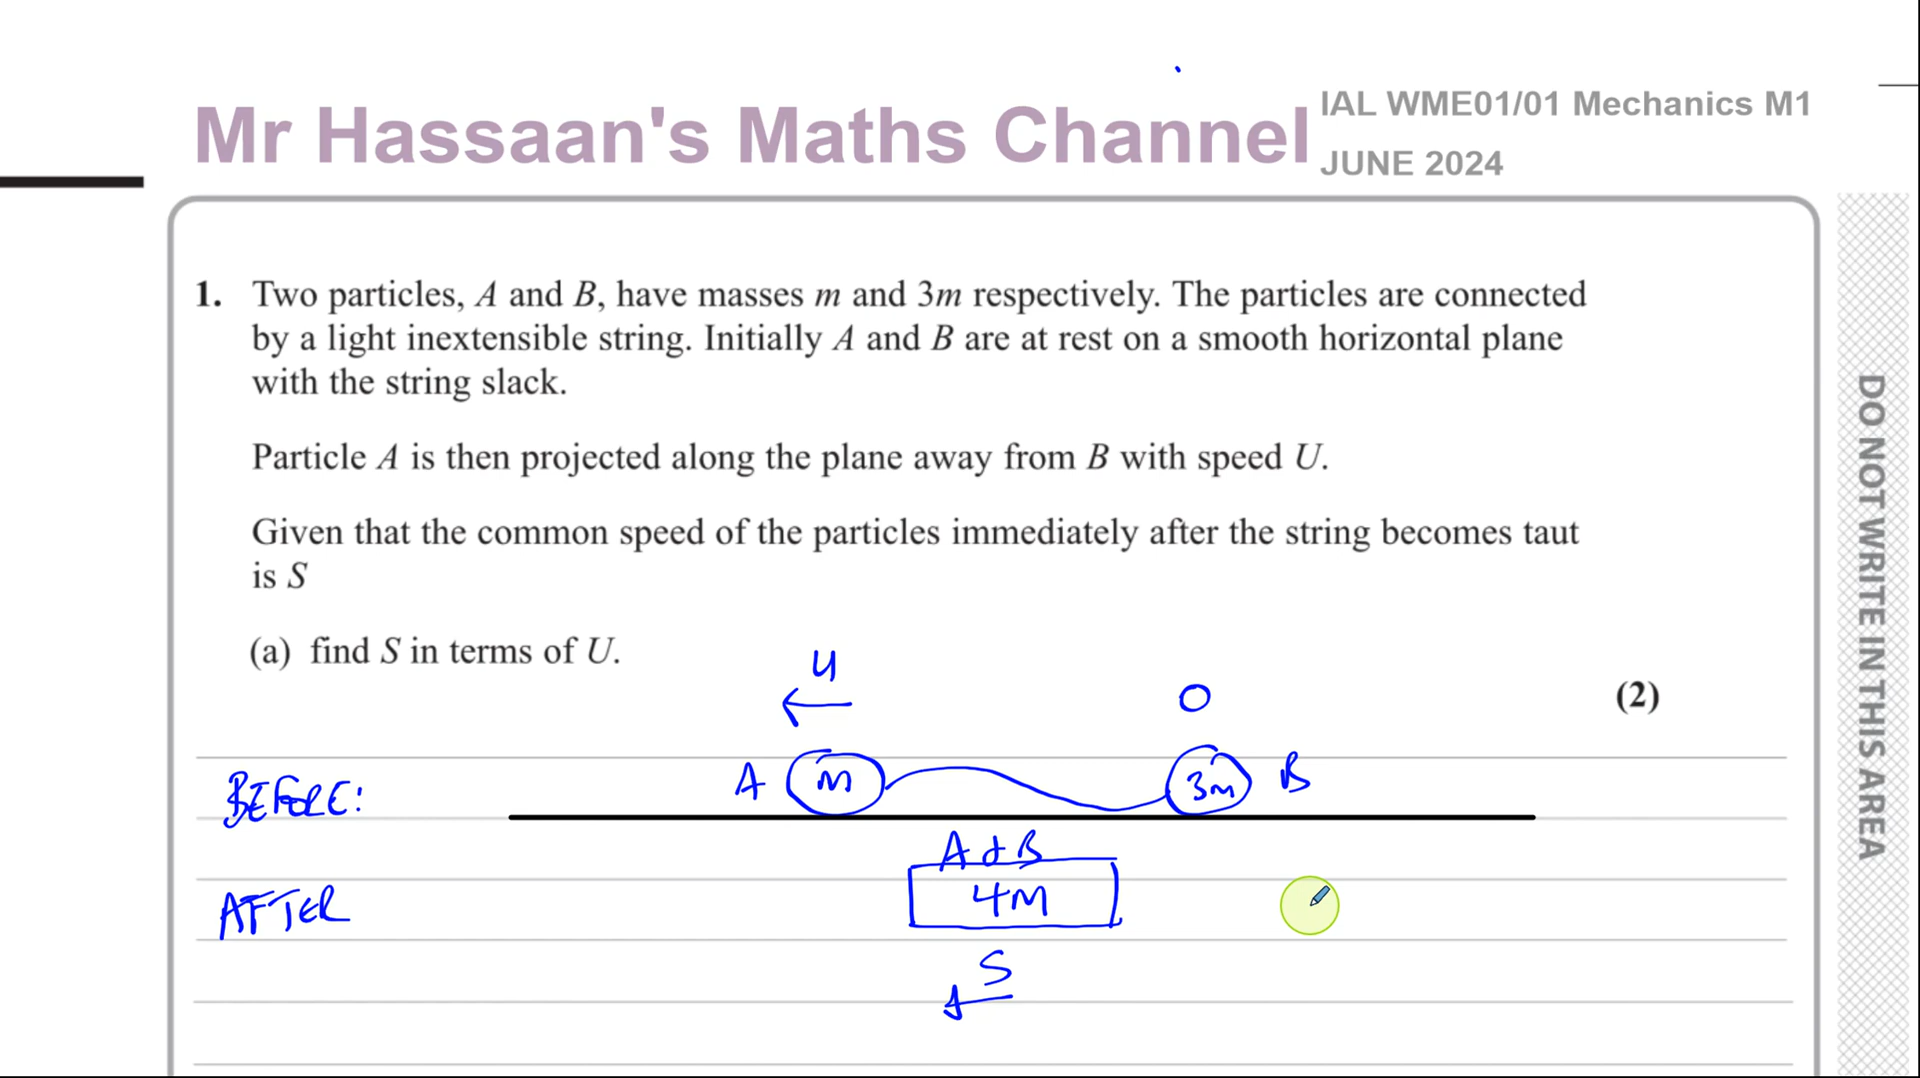 Mr Hassaan's Maths Channel
IAL WME01/01 Mechanics M1
JUNE 2024
1. Two particles, A and B, have masses m and 3m respectively. The particles are connected
by a light inextensible string. Initially A and B are at rest on a smooth horizontal plane
with the string slack.
Particle A is then projected along the plane away from B with speed U.
Given that the common speed of the particles immediately after the string becomes taut
is S
(a) find S in terms of U.
(2)
u
0
BEFORE:
A
m
3m
B
A & B
AFTER
4m
S
DO NOT WRITE IN THIS AREA